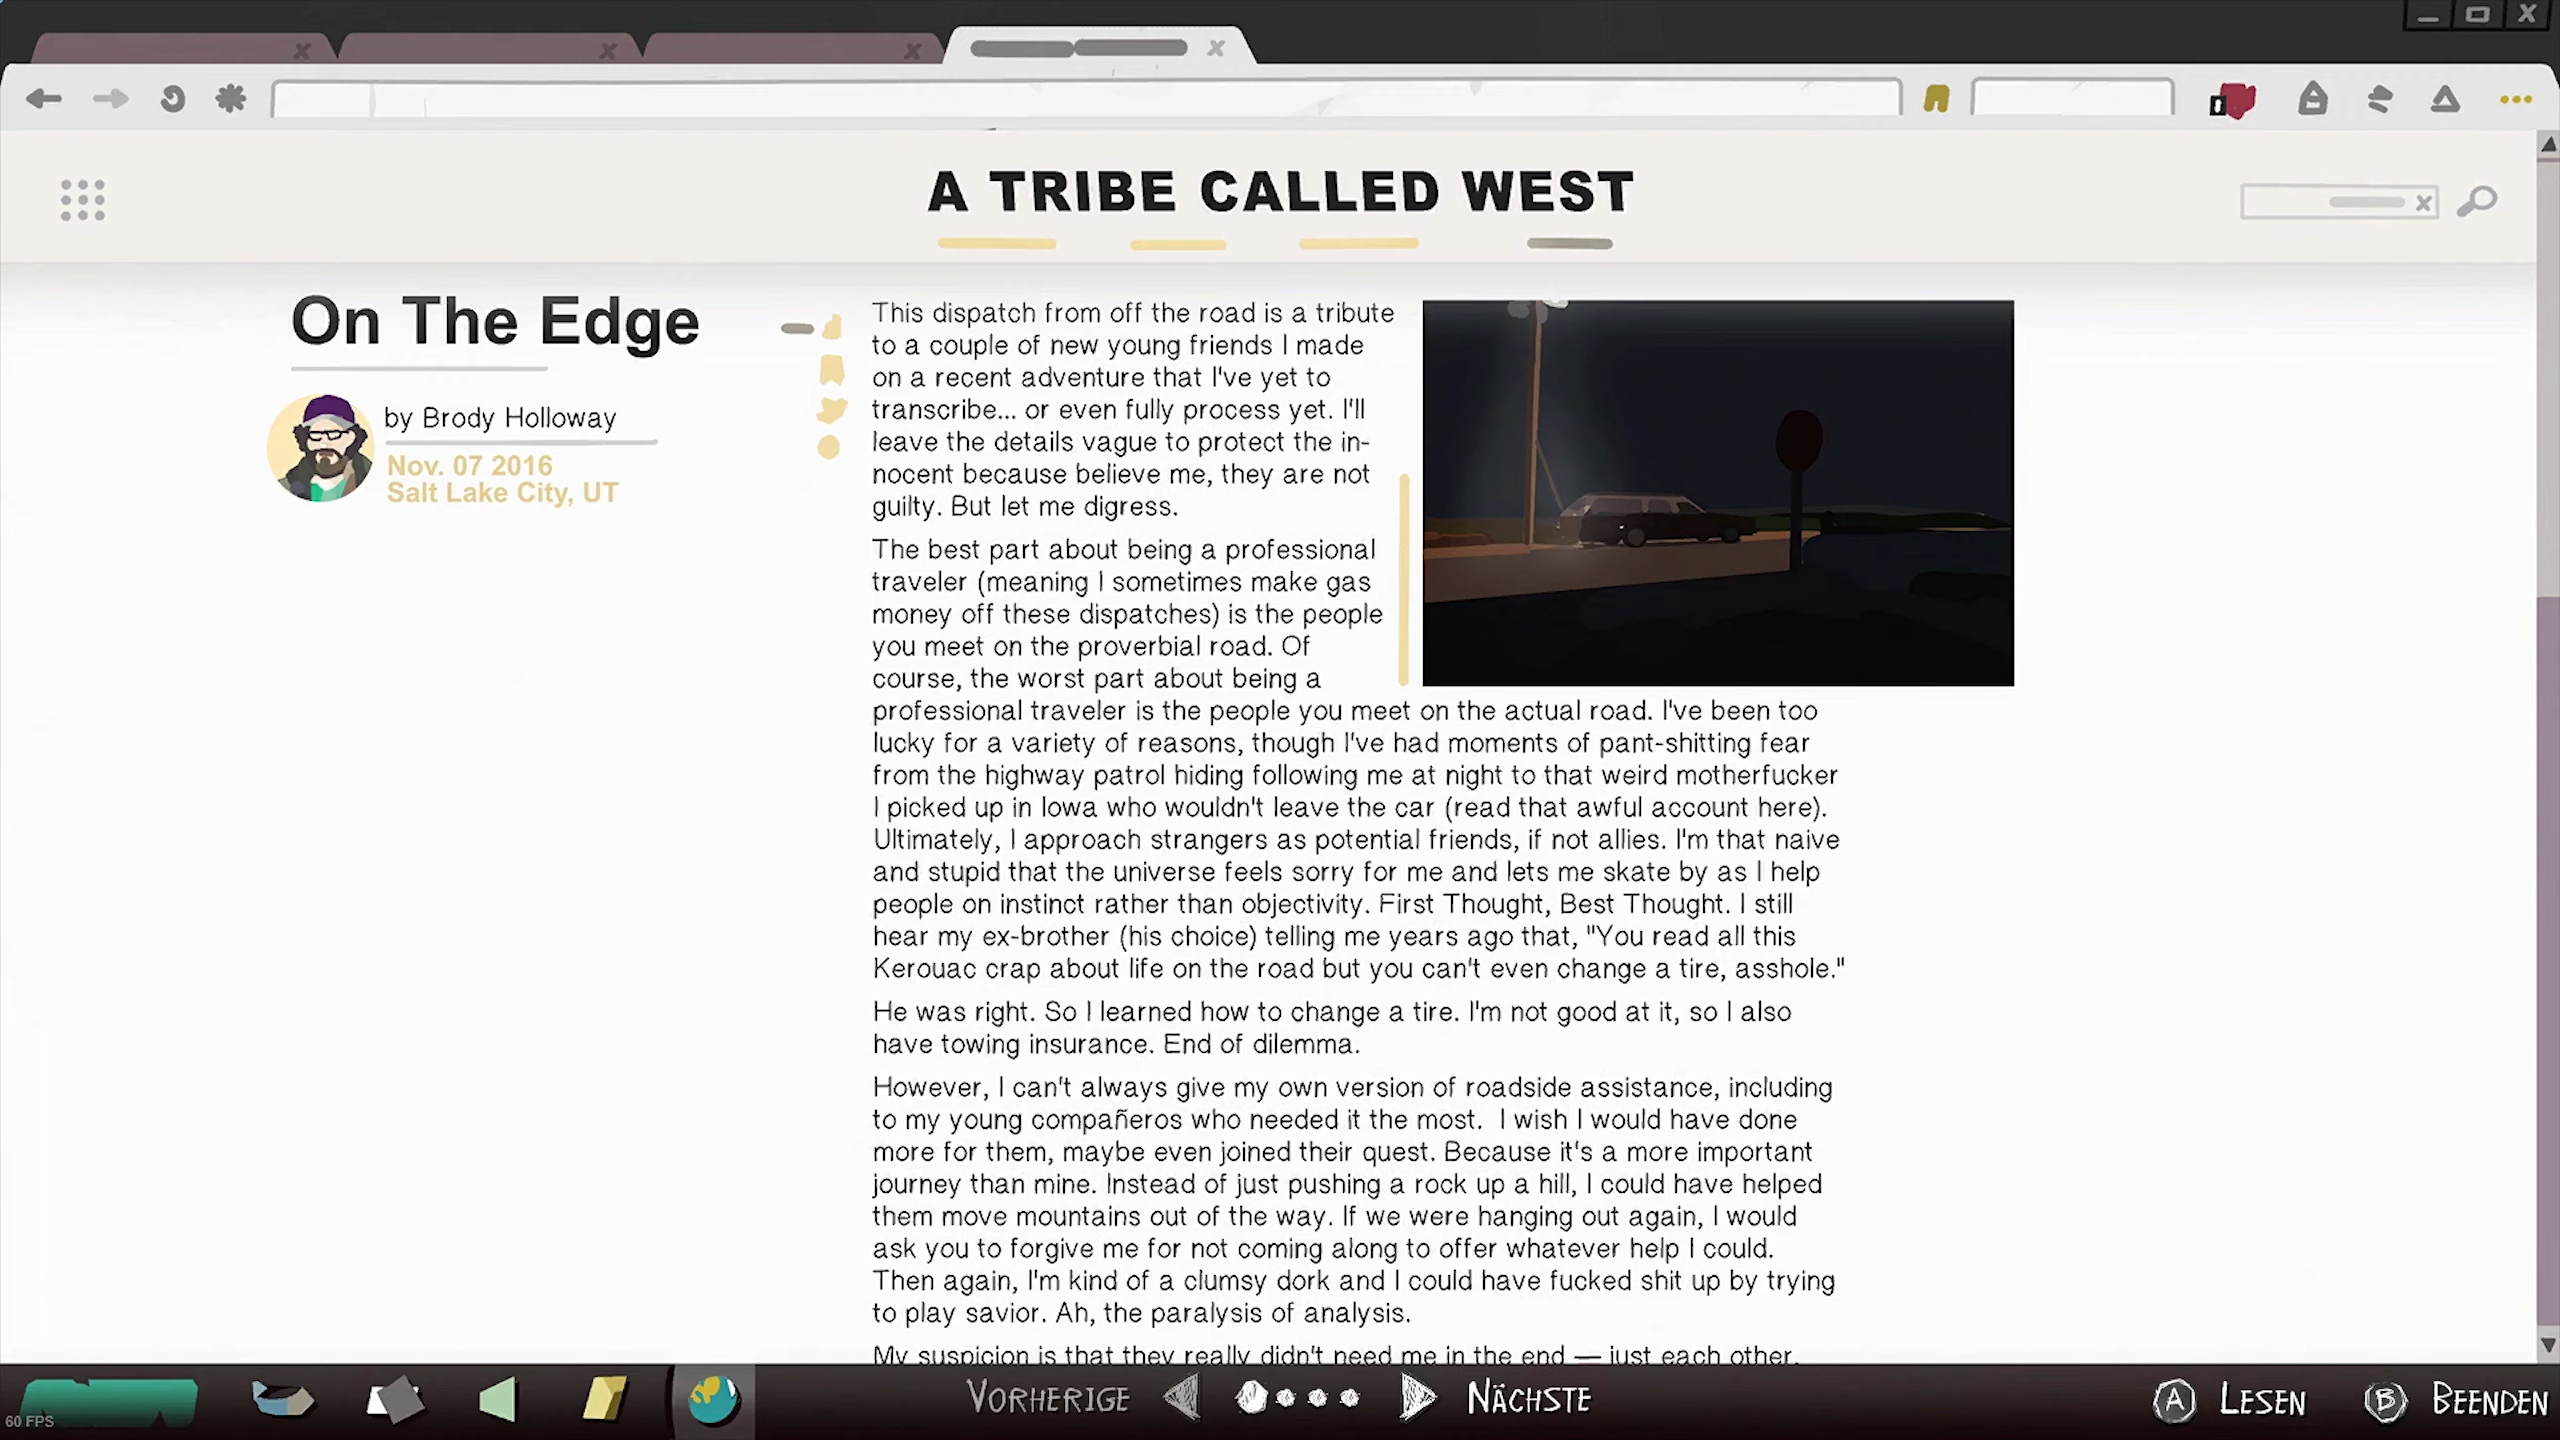 A TRIBE CALLED WEST
On The Edge
by Brody Holloway
Nov. 07 2016
Salt Lake City, UT
This dispatch from off the road is a tribute
to a couple of new young friends I made
on a recent adventure that I've yet to
transcribe... or even fully process yet. I'll
leave the details vague to protect the in-
nocent because believe me, they are not
guilty. But let me digress.
The best part about being a professional
traveler (meaning I sometimes make gas
money off these dispatches) is the people
you meet on the proverbial road. Of
course, the worst part about being a
professional traveler is the people you meet on the actual road. I've been too
lucky for a variety of reasons, though I've had moments of pant-shitting fear
from the highway patrol hiding following me at night to that weird motherfucker
I picked up in Iowa who wouldn't leave the car (read that awful account here).
Ultimately, I approach strangers as potential friends, if not allies. I'm that naive
and stupid that the universe feels sorry for me and lets me skate by as I help
people on instinct rather than objectivity. First Thought, Best Thought. I still
hear my ex-brother (his choice) telling me years ago that, "You read all this
Kerouac crap about life on the road but you can't even change a tire, asshole."
He was right. So I learned how to change a tire. I'm not good at it, so I also
have towing insurance. End of dilemma.
However, I can't always give my own version of roadside assistance, including
to my young compañeros who needed it the most.  I wish I would have done
more for them, maybe even joined their quest. Because it's a more important
journey than mine. Instead of just pushing a rock up a hill, I could have helped
them move mountains out of the way. If we were hanging out again, I would
ask you to forgive me for not coming along to offer whatever help I could.
Then again, I'm kind of a clumsy dork and I could have fucked shit up by trying
to play savior. Ah, the paralysis of analysis.
My suspicion is that they really didn't need me in the end — just each other.
60 FPS
VORHERIGE
NÄCHSTE
A LESEN
B BEENDEN